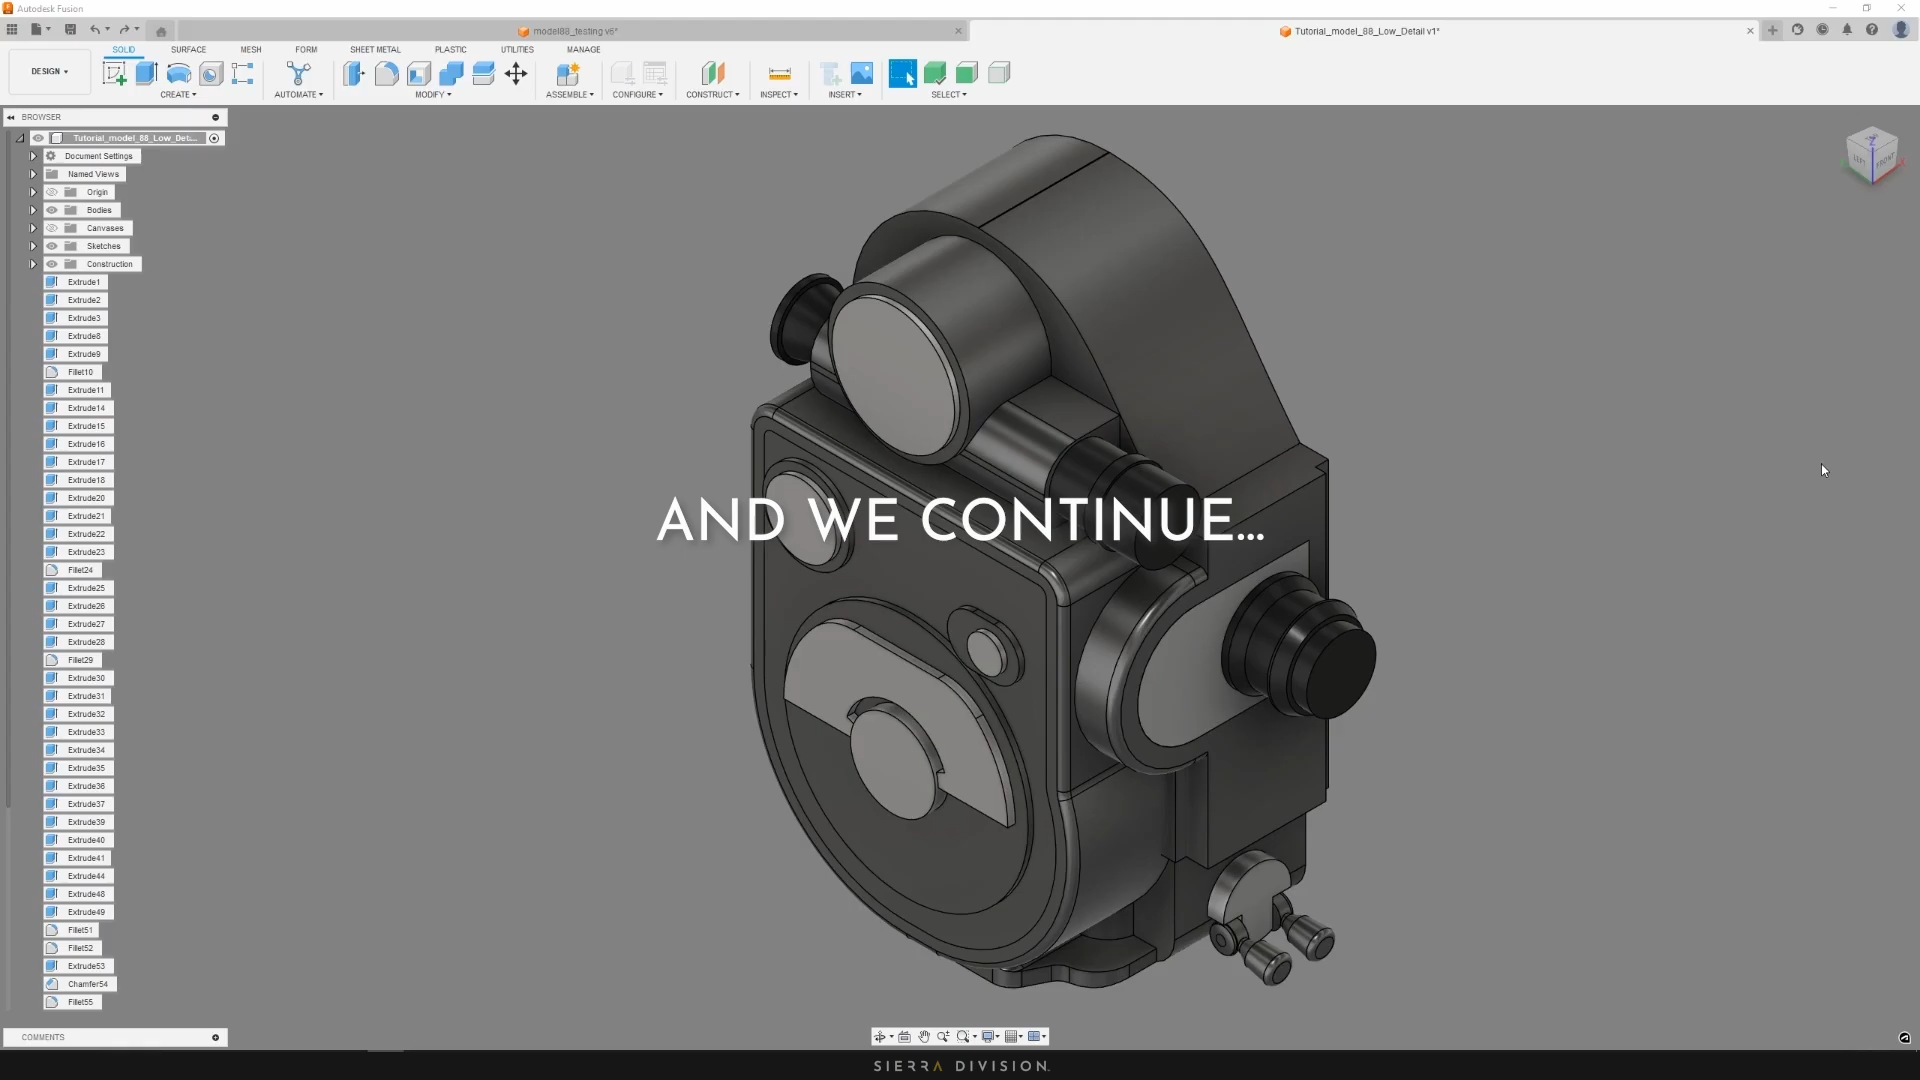 Autodesk Fusion
model88_testing v6*
Tutorial_model_88_Low_Detail v1*
DESIGN
SOLID SURFACE MESH FORM SHEET METAL PLASTIC UTILITIES MANAGE
CREATE AUTOMATE MODIFY ASSEMBLE CONFIGURE CONSTRUCT INSPECT INSERT SELECT
BROWSER
Tutorial_model_88_Low_Det...
Document Settings
Named Views
Origin
Bodies
Canvases
Sketches
Construction
Extrude1
Extrude2
Extrude3
Extrude8
Extrude9
Fillet10
Extrude11
Extrude14
Extrude15
Extrude16
Extrude17
Extrude18
Extrude20
Extrude21
Extrude22
Extrude23
Fillet24
Extrude25
Extrude26
Extrude27
Extrude28
Fillet29
Extrude30
Extrude31
Extrude32
Extrude33
Extrude34
Extrude35
Extrude36
Extrude37
Extrude39
Extrude40
Extrude41
Extrude44
Extrude48
Extrude49
Fillet51
Fillet52
Extrude53
Chamfer54
Fillet55
COMMENTS
Z
LEFT FRONT
AND WE CONTINUE...
SIERRA DIVISION.